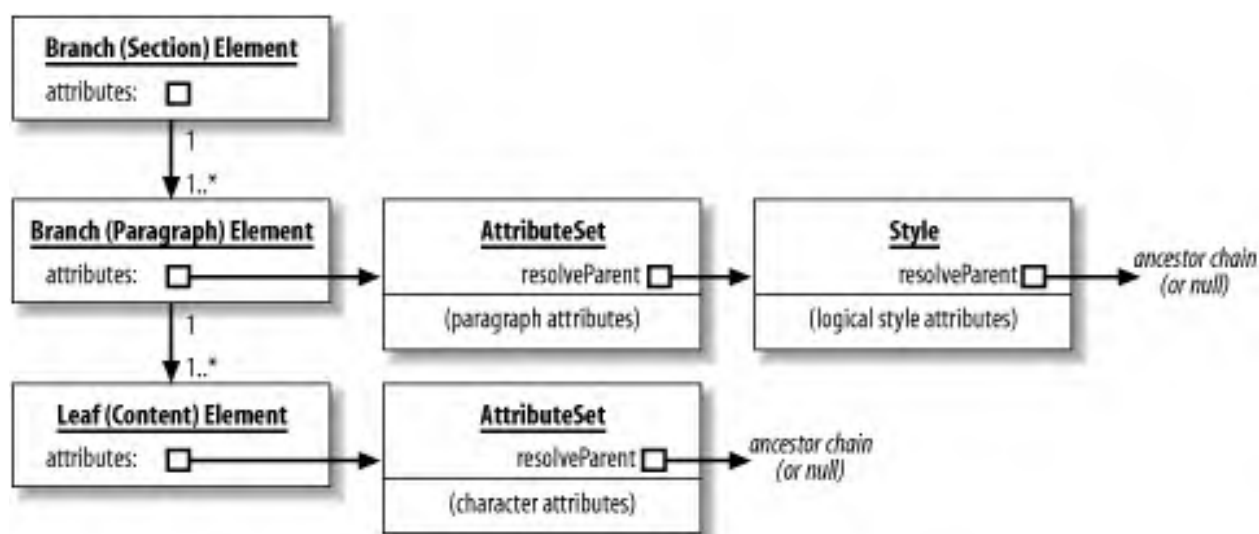 Branch (Section) Element
attributes:
1
1..*
Branch (Paragraph) Element
attributes:
AttributeSet
resolveParent
(paragraph attributes)
Style
resolveParent
(logical style attributes)
ancestor chain
(or null)
1
1..*
Leaf (Content) Element
attributes:
AttributeSet
resolveParent
(character attributes)
ancestor chain
(or null)